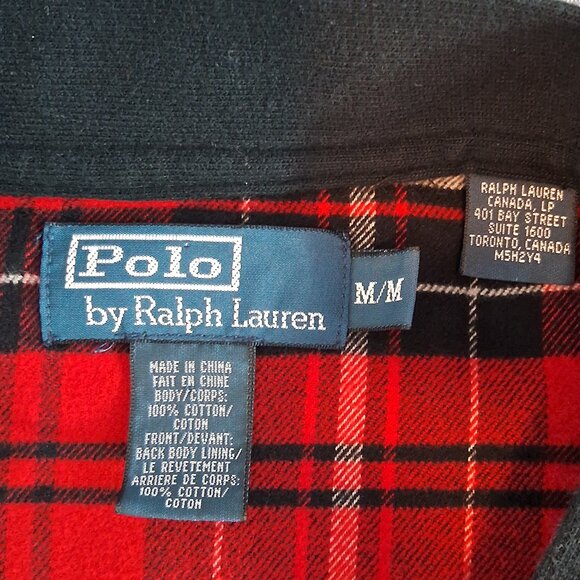 Polo
by Ralph Lauren
M/M
MADE IN CHINA
FAIT EN CHINE
BODY/CORPS:
100% COTTON/
COTON
FRONT/DEVANT:
BACK BODY LINING/
LE REVETEMENT
ARRIERE DE CORPS:
100% COTTON/
COTON
RALPH LAUREN
CANADA, LP
401 BAY STREET
SUITE 1600
TORONTO, CANADA
M5H2Y4